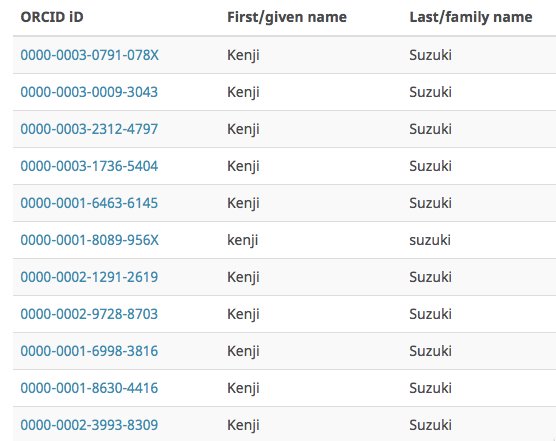 ORCID iD First/given name Last/family name
0000-0003-0791-078X Kenji Suzuki
0000-0003-0009-3043 Kenji Suzuki
0000-0003-2312-4797 Kenji Suzuki
0000-0003-1736-5404 Kenji Suzuki
0000-0001-6463-6145 Kenji Suzuki
0000-0001-8089-956X kenji suzuki
0000-0002-1291-2619 Kenji Suzuki
0000-0002-9728-8703 Kenji Suzuki
0000-0001-6998-3816 Kenji Suzuki
0000-0001-8630-4416 Kenji Suzuki
0000-0002-3993-8309 Kenji Suzuki